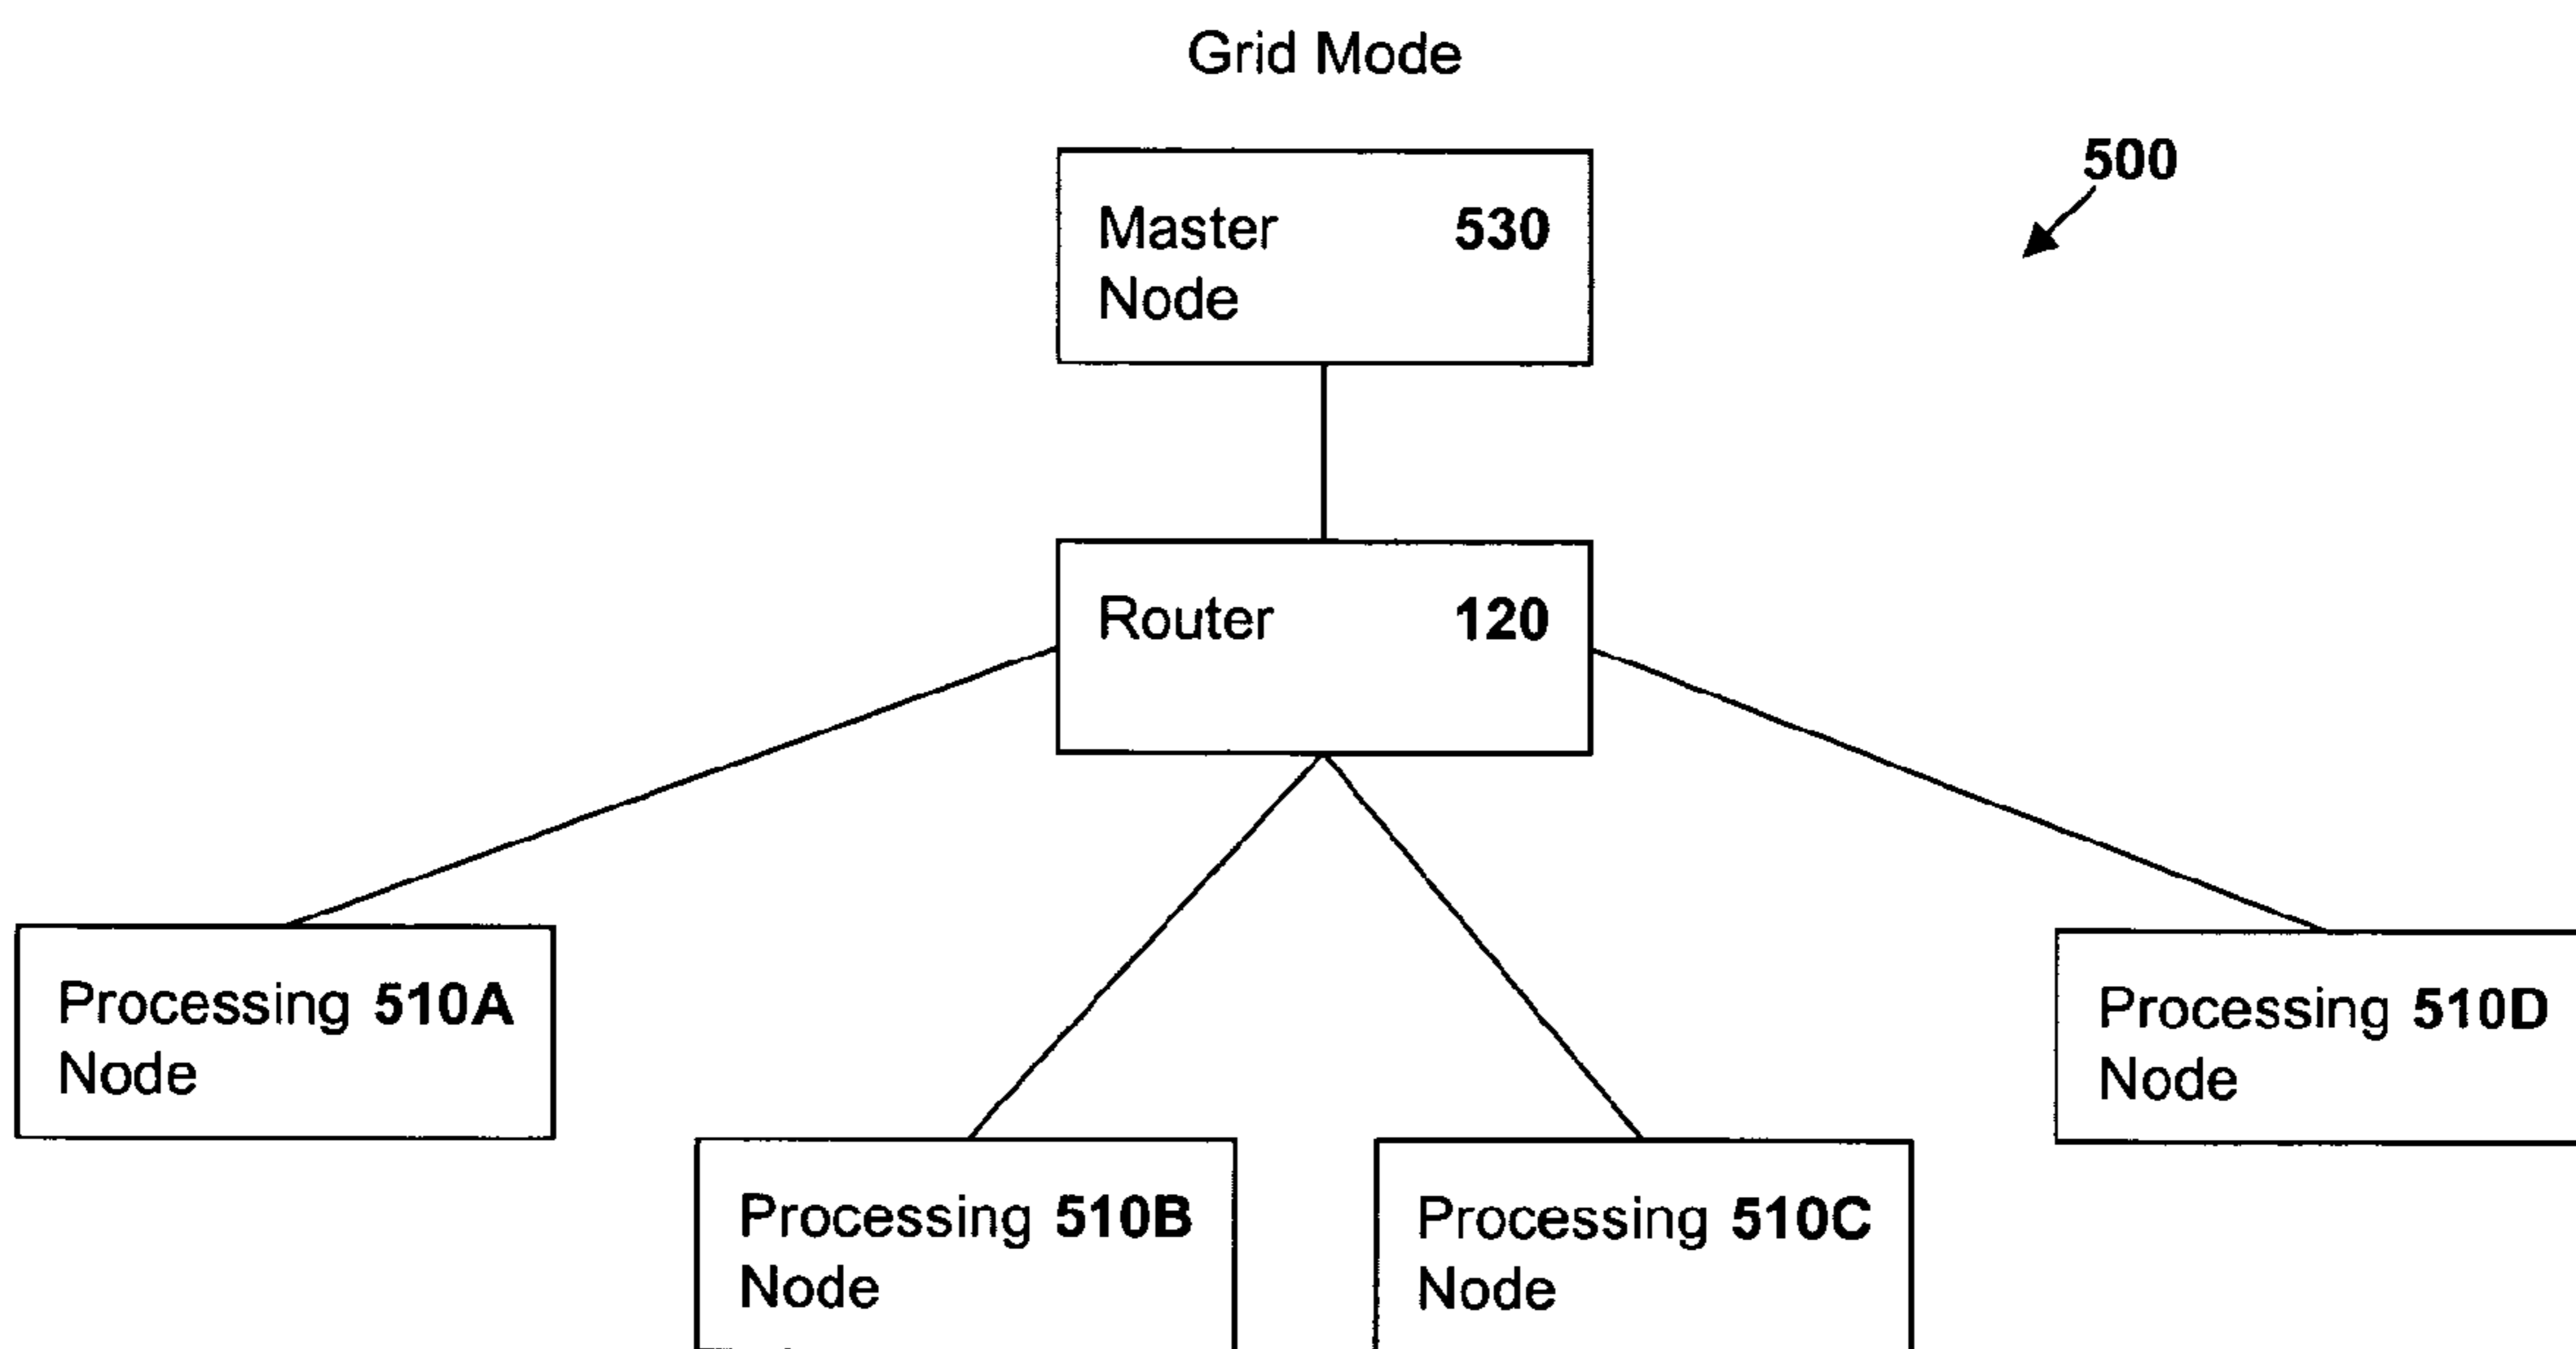 Grid Mode
500
Master 530
Node
Router 120
Processing 510A
Node
Processing 510D
Node
Processing 510B
Node
Processing 510C
Node